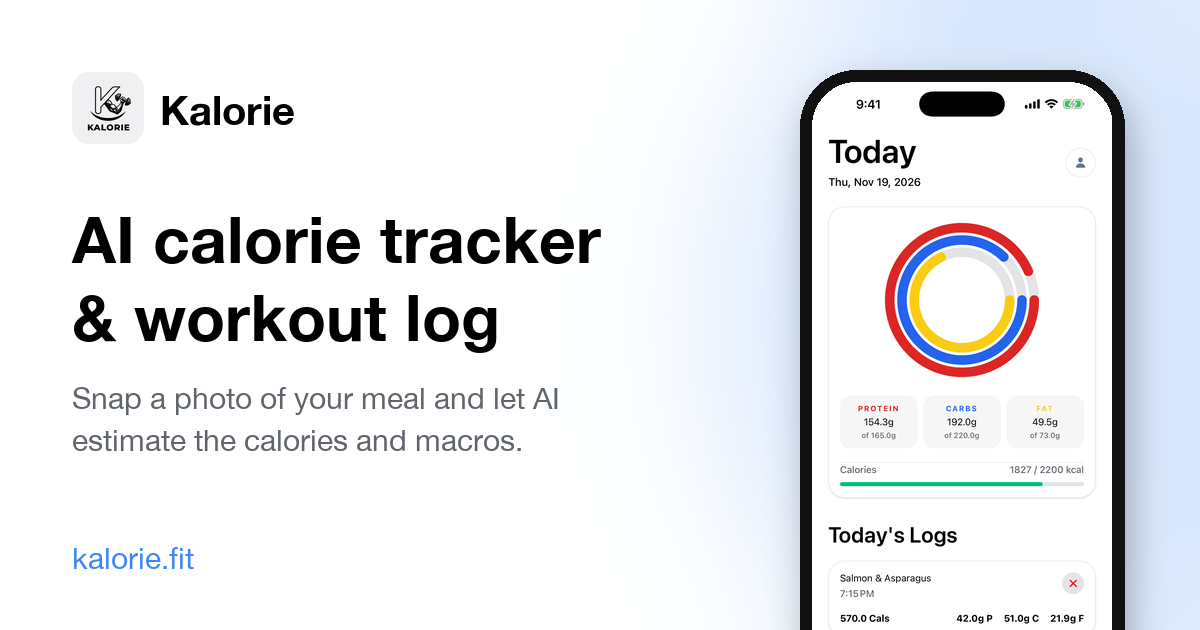 KALORIE
Kalorie
AI calorie tracker
& workout log
Snap a photo of your meal and let AI
estimate the calories and macros.
kalorie.fit
9:41
Today
Thu, Nov 19, 2026
PROTEIN CARBS FAT
154.3g 192.0g 49.5g
of 165.0g of 220.0g of 73.0g
Calories 1827 / 2200 kcal
Today's Logs
Salmon & Asparagus
7:15 PM
570.0 Cals 42.0g P 51.0g C 21.9g F